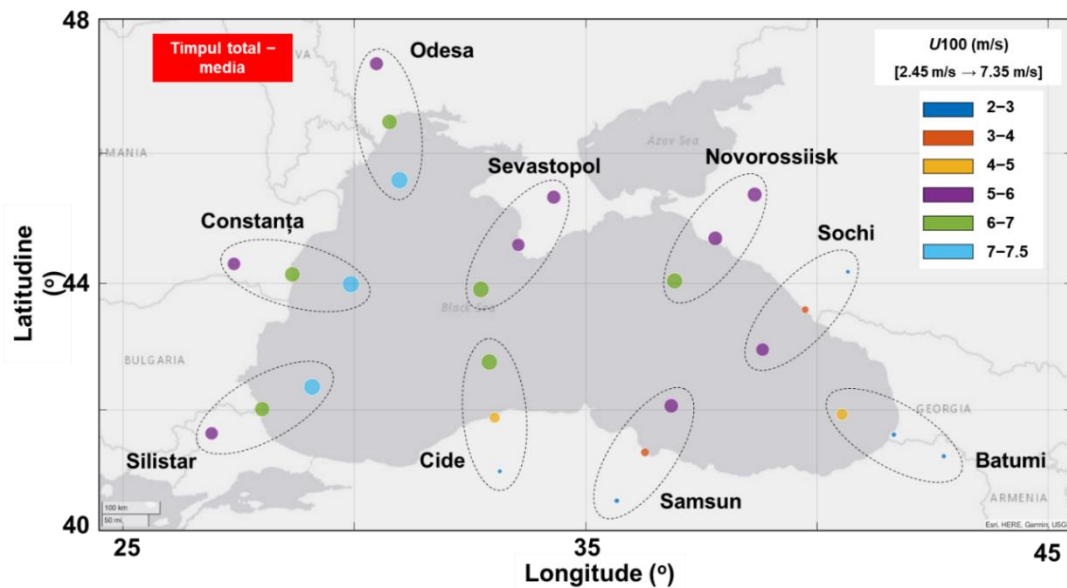 48
Timpul total –
media
VA
Odesa
U100 (m/s)
[2.45 m/s → 7.35 m/s]
2–3
3–4
4–5
5–6
6–7
7–7.5
MANIA
Azov Sea
Sevastopol
Novorossiisk
Constanța
Sochi
Latitudine
(o)
44
Black Sea
BULGARIA
GEORGIA
Silistar
Cide
Samsun
Batumi
ARMENIA
100 km
50 mi
Esri, HERE, Garmin, USG
40
25
35
45
Longitude (o)